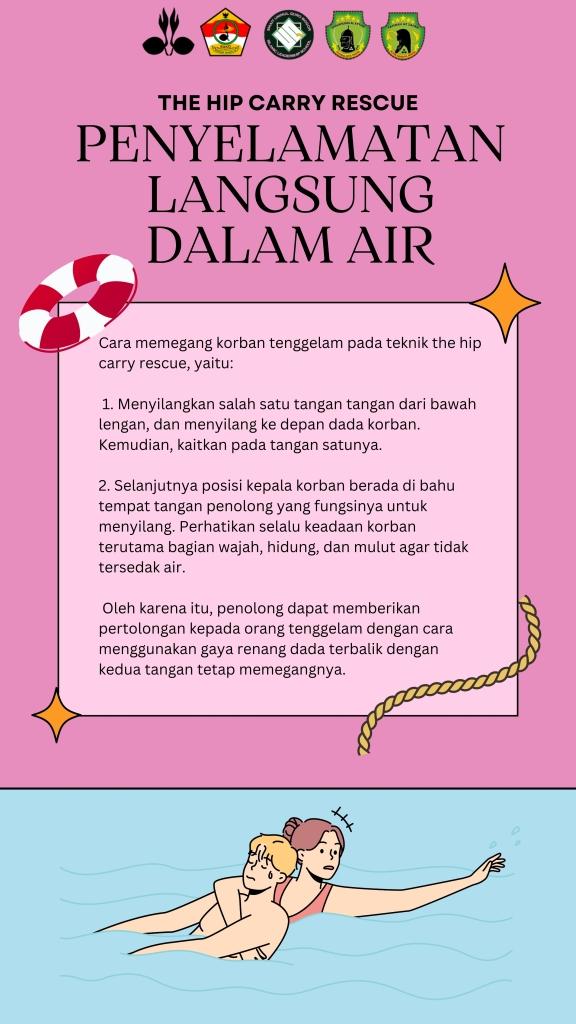 THE HIP CARRY RESCUE
PENYELAMATAN
LANGSUNG
DALAM AIR
Cara memegang korban tenggelam pada teknik the hip
carry rescue, yaitu:
1. Menyilangkan salah satu tangan tangan dari bawah
lengan, dan menyilang ke depan dada korban.
Kemudian, kaitkan pada tangan satunya.
2. Selanjutnya posisi kepala korban berada di bahu
tempat tangan penolong yang fungsinya untuk
menyilang. Perhatikan selalu keadaan korban
terutama bagian wajah, hidung, dan mulut agar tidak
tersedak air.
Oleh karena itu, penolong dapat memberikan
pertolongan kepada orang tenggelam dengan cara
menggunakan gaya renang dada terbalik dengan
kedua tangan tetap memegangnya.